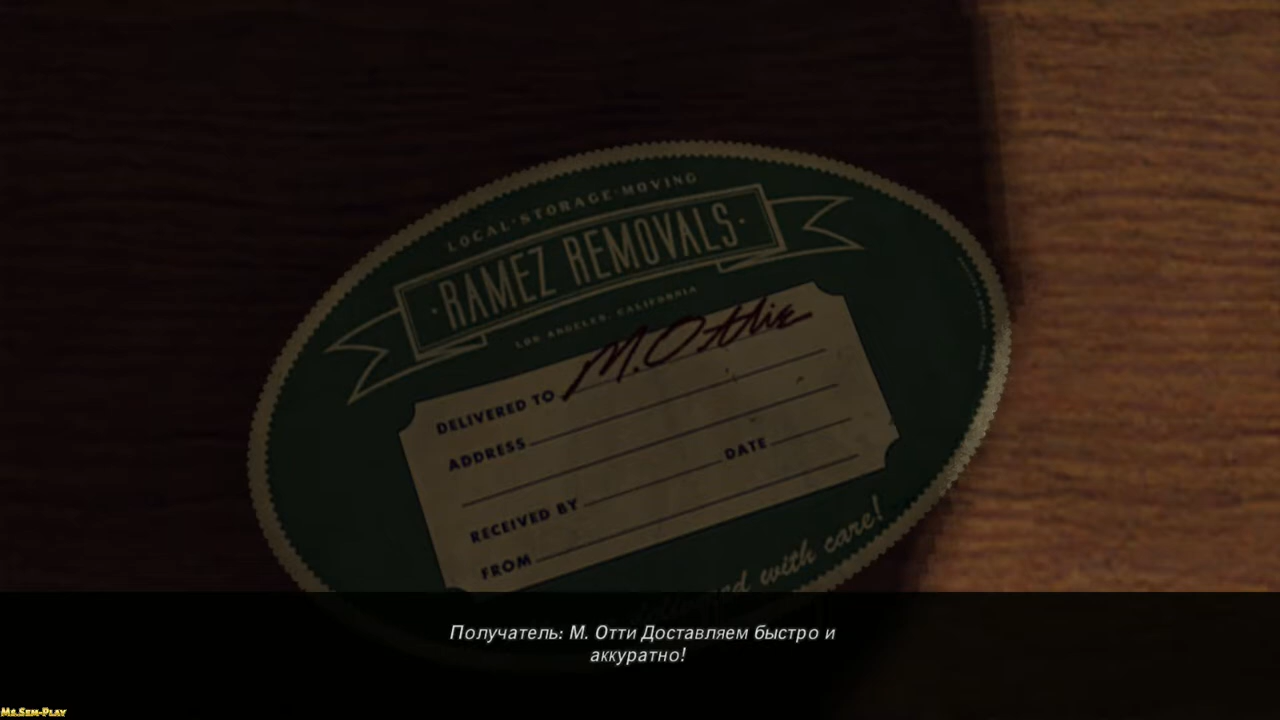 LOCAL·STORAGE·MOVING
·RAMEZ REMOVALS·
LOS ANGELES, CALIFORNIA
DELIVERED TO M. Ottie
ADDRESS
RECEIVED BY DATE
FROM
with care!
Получатель: М. Отти Доставляем быстро и
аккуратно!
Ms.Sem-Play